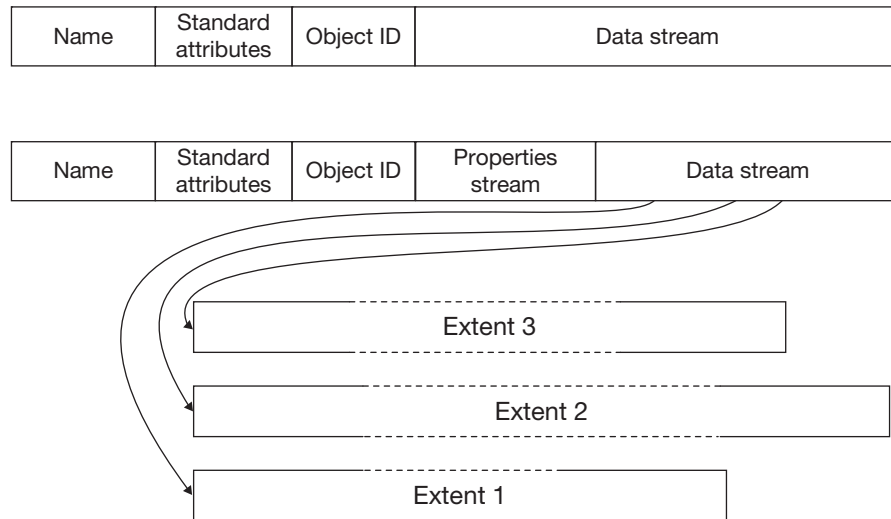 Name
Standard
attributes
Object ID
Data stream
Name
Standard
attributes
Object ID
Properties
stream
Data stream
Extent 3
Extent 2
Extent 1